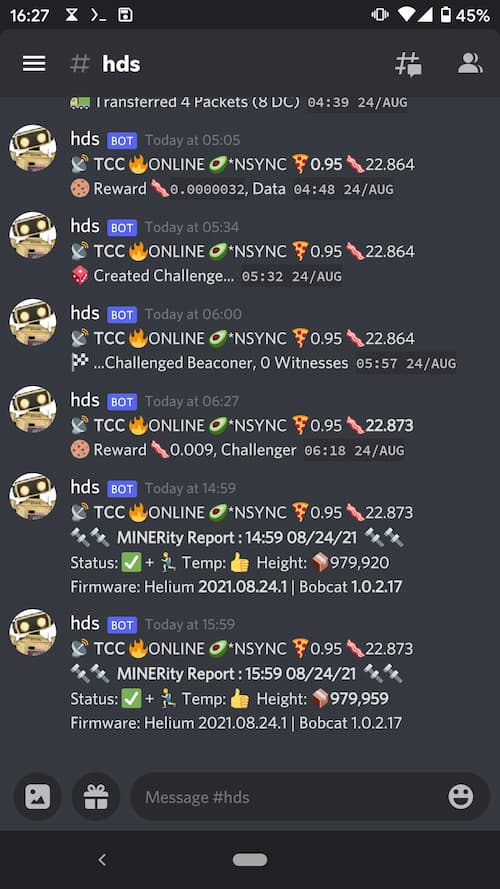 16:27 45%
# hds
Transferred 4 Packets (8 DC) 04:39 24/AUG
hds BOT Today at 05:05
TCC 🔥ONLINE 🥑*NSYNC 🍕0.95 🥓22.864
🍪 Reward 🥓0.0000032, Data 04:48 24/AUG
hds BOT Today at 05:34
TCC 🔥ONLINE 🥑*NSYNC 🍕0.95 🥓22.864
🎲 Created Challenge... 05:32 24/AUG
hds BOT Today at 06:00
TCC 🔥ONLINE 🥑*NSYNC 🍕0.95 🥓22.864
🏁 ...Challenged Beaconer, 0 Witnesses 05:57 24/AUG
hds BOT Today at 06:27
TCC 🔥ONLINE 🥑*NSYNC 🍕0.95 🥓22.873
🍪 Reward 🥓0.009, Challenger 06:18 24/AUG
hds BOT Today at 14:59
TCC 🔥ONLINE 🥑*NSYNC 🍕0.95 🥓22.873
MINERity Report : 14:59 08/24/21
Status: ✅ + 🏃 Temp: 👍 Height: 📦979,920
Firmware: Helium 2021.08.24.1 | Bobcat 1.0.2.17
hds BOT Today at 15:59
TCC 🔥ONLINE 🥑*NSYNC 🍕0.95 🥓22.873
MINERity Report : 15:59 08/24/21
Status: ✅ + 🏃 Temp: 👍 Height: 📦979,959
Firmware: Helium 2021.08.24.1 | Bobcat 1.0.2.17
Message #hds